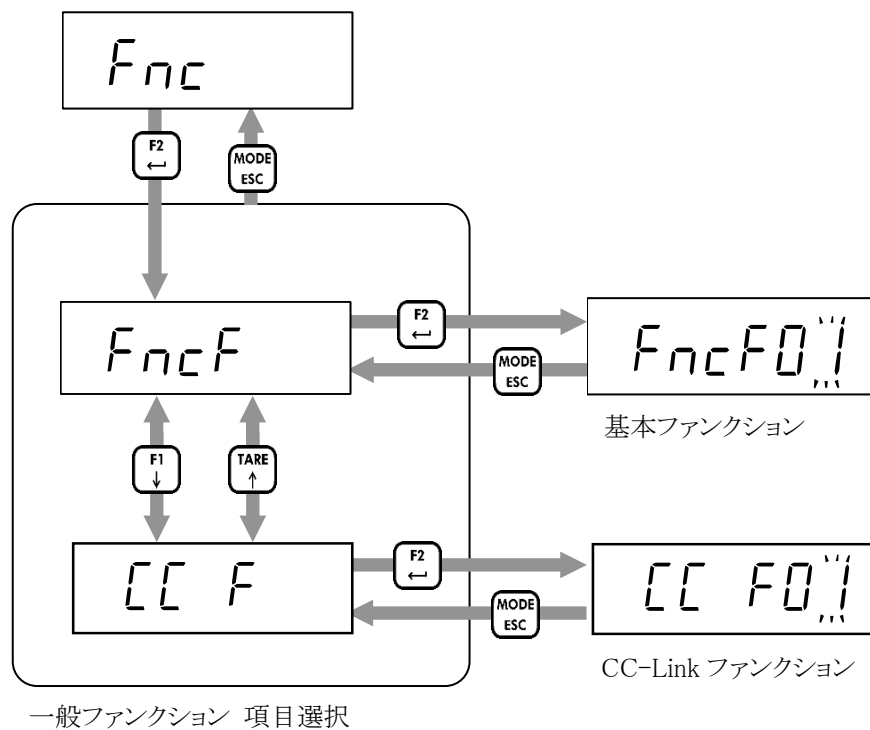 Fnc
F2
←
MODE
ESC
FncF
F2
←
MODE
ESC
FncF01
基本ファンクション
F1
↓
TARE
↑
CC F
F2
←
MODE
ESC
CC F01
CC-Link ファンクション
一般ファンクション 項目選択